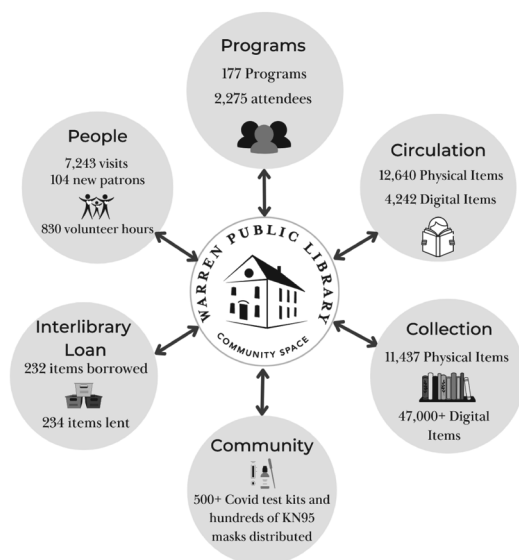 Programs
177 Programs
2,275 attendees
People
7,243 visits
104 new patrons
830 volunteer hours
Circulation
12,640 Physical Items
4,242 Digital Items
WARREN PUBLIC LIBRARY
COMMUNITY SPACE
Interlibrary
Loan
232 items borrowed
234 items lent
Collection
11,437 Physical Items
47,000+ Digital
Items
Community
500+ Covid test kits and
hundreds of KN95
masks distributed